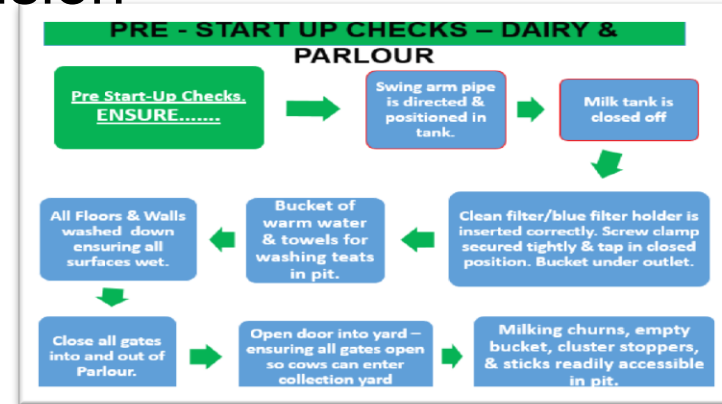 PRE - START UP CHECKS – DAIRY &
PARLOUR
Pre Start-Up Checks.
ENSURE.......
Swing arm pipe
is directed &
positioned in
tank.
Milk tank is
closed off
Clean filter/blue filter holder is
inserted correctly. Screw clamp
secured tightly & tap in closed
position. Bucket under outlet.
Bucket of
warm water
& towels for
washing teats
in pit.
All Floors & Walls
washed down
ensuring all
surfaces wet.
Close all gates
into and out of
Parlour.
Open door into yard –
ensuring all gates open
so cows can enter
collection yard
Milking churns, empty
bucket, cluster stoppers,
& sticks readily accessible
in pit.